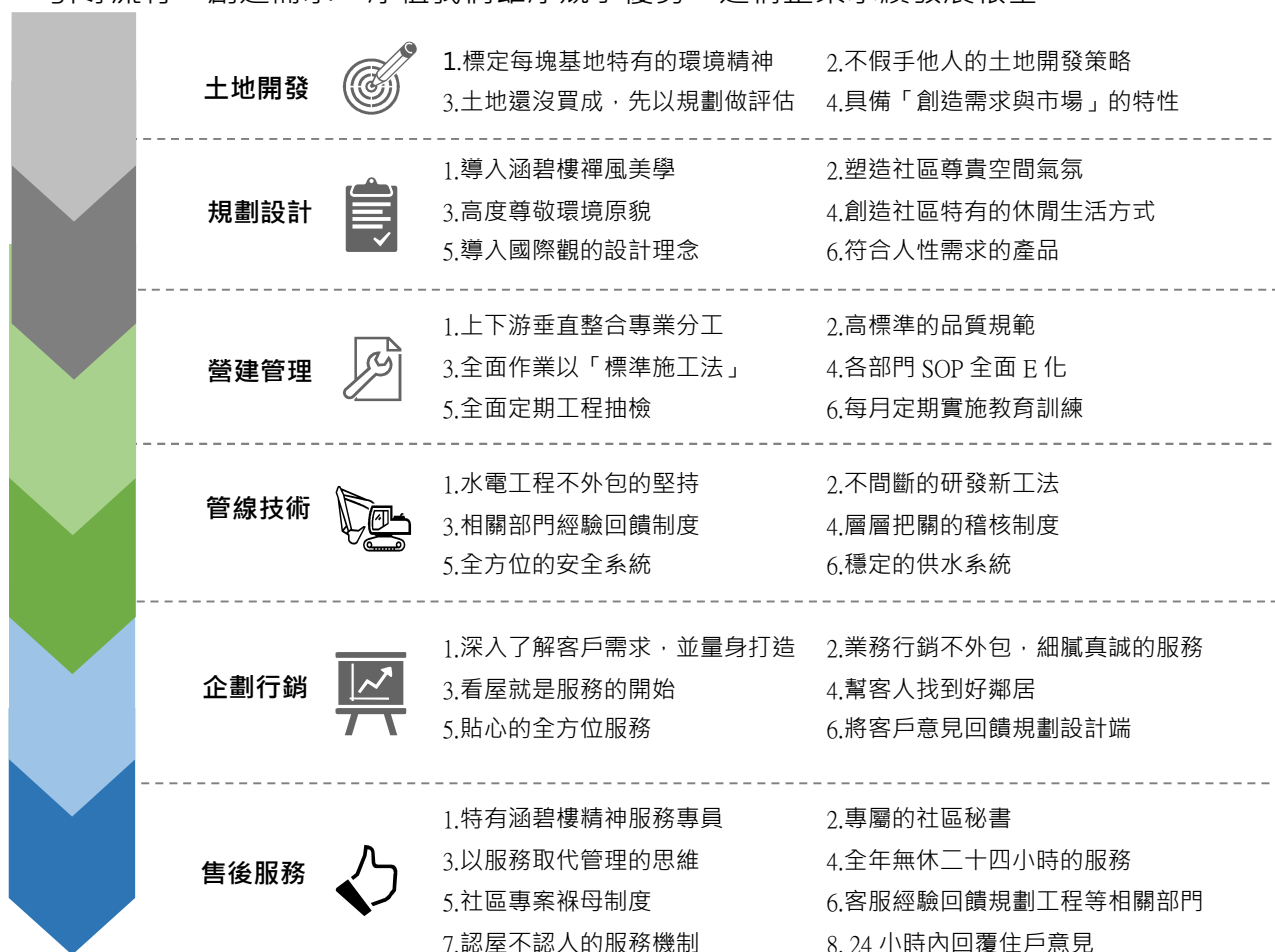 流行 創造需求
土地開發
1.標定每塊基地特有的環境精神 2.不假手他人的土地開發策略
3.土地還沒買成，先以規劃做評估 4.具備「創造需求與市場」的特性
規劃設計
1.導入涵碧樓禪風美學 2.塑造社區尊貴空間氣氛
3.高度尊敬環境原貌 4.創造社區特有的休閒生活方式
5.導入國際觀的設計理念 6.符合人性需求的產品
營建管理
1.上下游垂直整合專業分工 2.高標準的品質規範
3.全面作業以「標準施工法」 4.各部門 SOP 全面 E 化
5.全面定期工程抽檢 6.每月定期實施教育訓練
管線技術
1.水電工程不外包的堅持 2.不間斷的研發新工法
3.相關部門經驗回饋制度 4.層層把關的稽核制度
5.全方位的安全系統 6.穩定的供水系統
企劃行銷
1.深入了解客戶需求，並量身打造 2.業務行銷不外包，細膩真誠的服務
3.看屋就是服務的開始 4.幫客人找到好鄰居
5.貼心的全方位服務 6.將客戶意見回饋規劃設計端
售後服務
1.特有涵碧樓精神服務專員 2.專屬的社區秘書
3.以服務取代管理的思維 4.全年無休二十四小時的服務
5.社區專案褓母制度 6.客服經驗回饋規劃工程等相關部門
7.認屋不認人的服務機制 8. 24 小時內回覆住戶意見